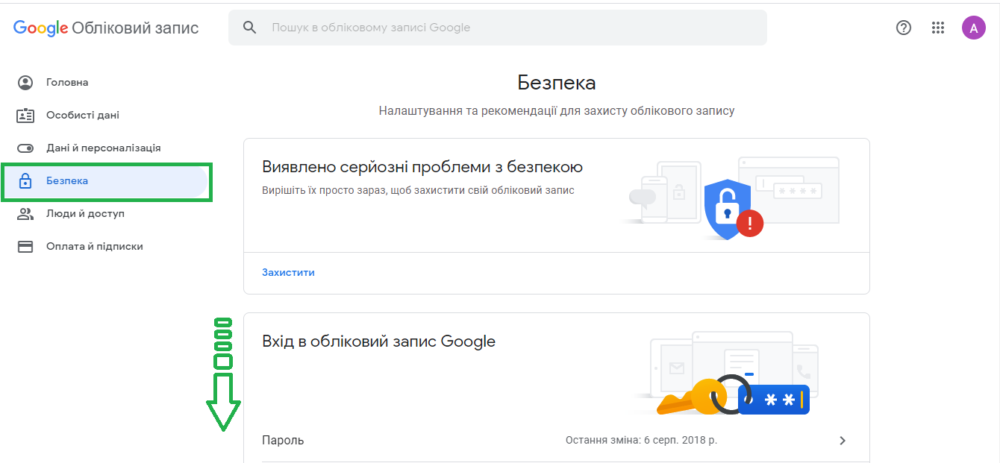 Google Обліковий запис
Пошук в обліковому записі Google
A
Головна
Особисті дані
Дані й персоналізація
Безпека
Люди й доступ
Оплата й підписки
Безпека
Налаштування та рекомендації для захисту облікового запису
Виявлено серйозні проблеми з безпекою
Вирішіть їх просто зараз, щоб захистити свій обліковий запис
Захистити
Вхід в обліковий запис Google
Пароль
Остання зміна: 6 серп. 2018 р.